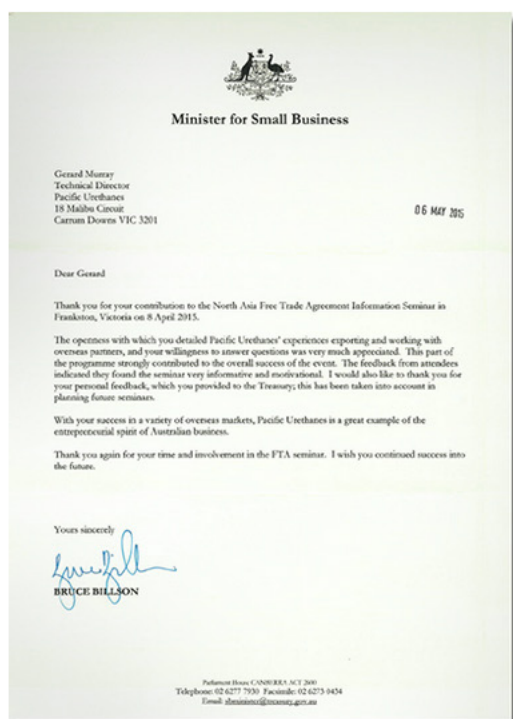 Minister for Small Business
Gerard Murray
Technical Director
Pacific Urethanes
18 Malibu Circuit
Carrum Downs VIC 3201
06 MAY 2015
Dear Gerard
Thank you for your contribution to the North Asia Free Trade Agreement Information Seminar in
Frankston, Victoria on 8 April 2015.
The openness with which you detailed Pacific Urethanes' experiences exporting and working with
overseas partners, and your willingness to answer questions was very much appreciated. This part of
the programme strongly contributed to the overall success of the event. The feedback from attendees
indicated they found the seminar very informative and motivational. I would also like to thank you for
your personal feedback, which you provided to the Treasury; this has been taken into account in
planning future seminars.
With your success in a variety of overseas markets, Pacific Urethanes is a great example of the
entrepreneurial spirit of Australian business.
Thank you again for your time and involvement in the FTA seminar. I wish you continued success into
the future.
Yours sincerely
BRUCE BILLSON
Parliament House CANBERRA ACT 2600
Telephone: 02 6277 7930 Facsimile: 02 6273 0434
Email: sbminister@treasury.gov.au